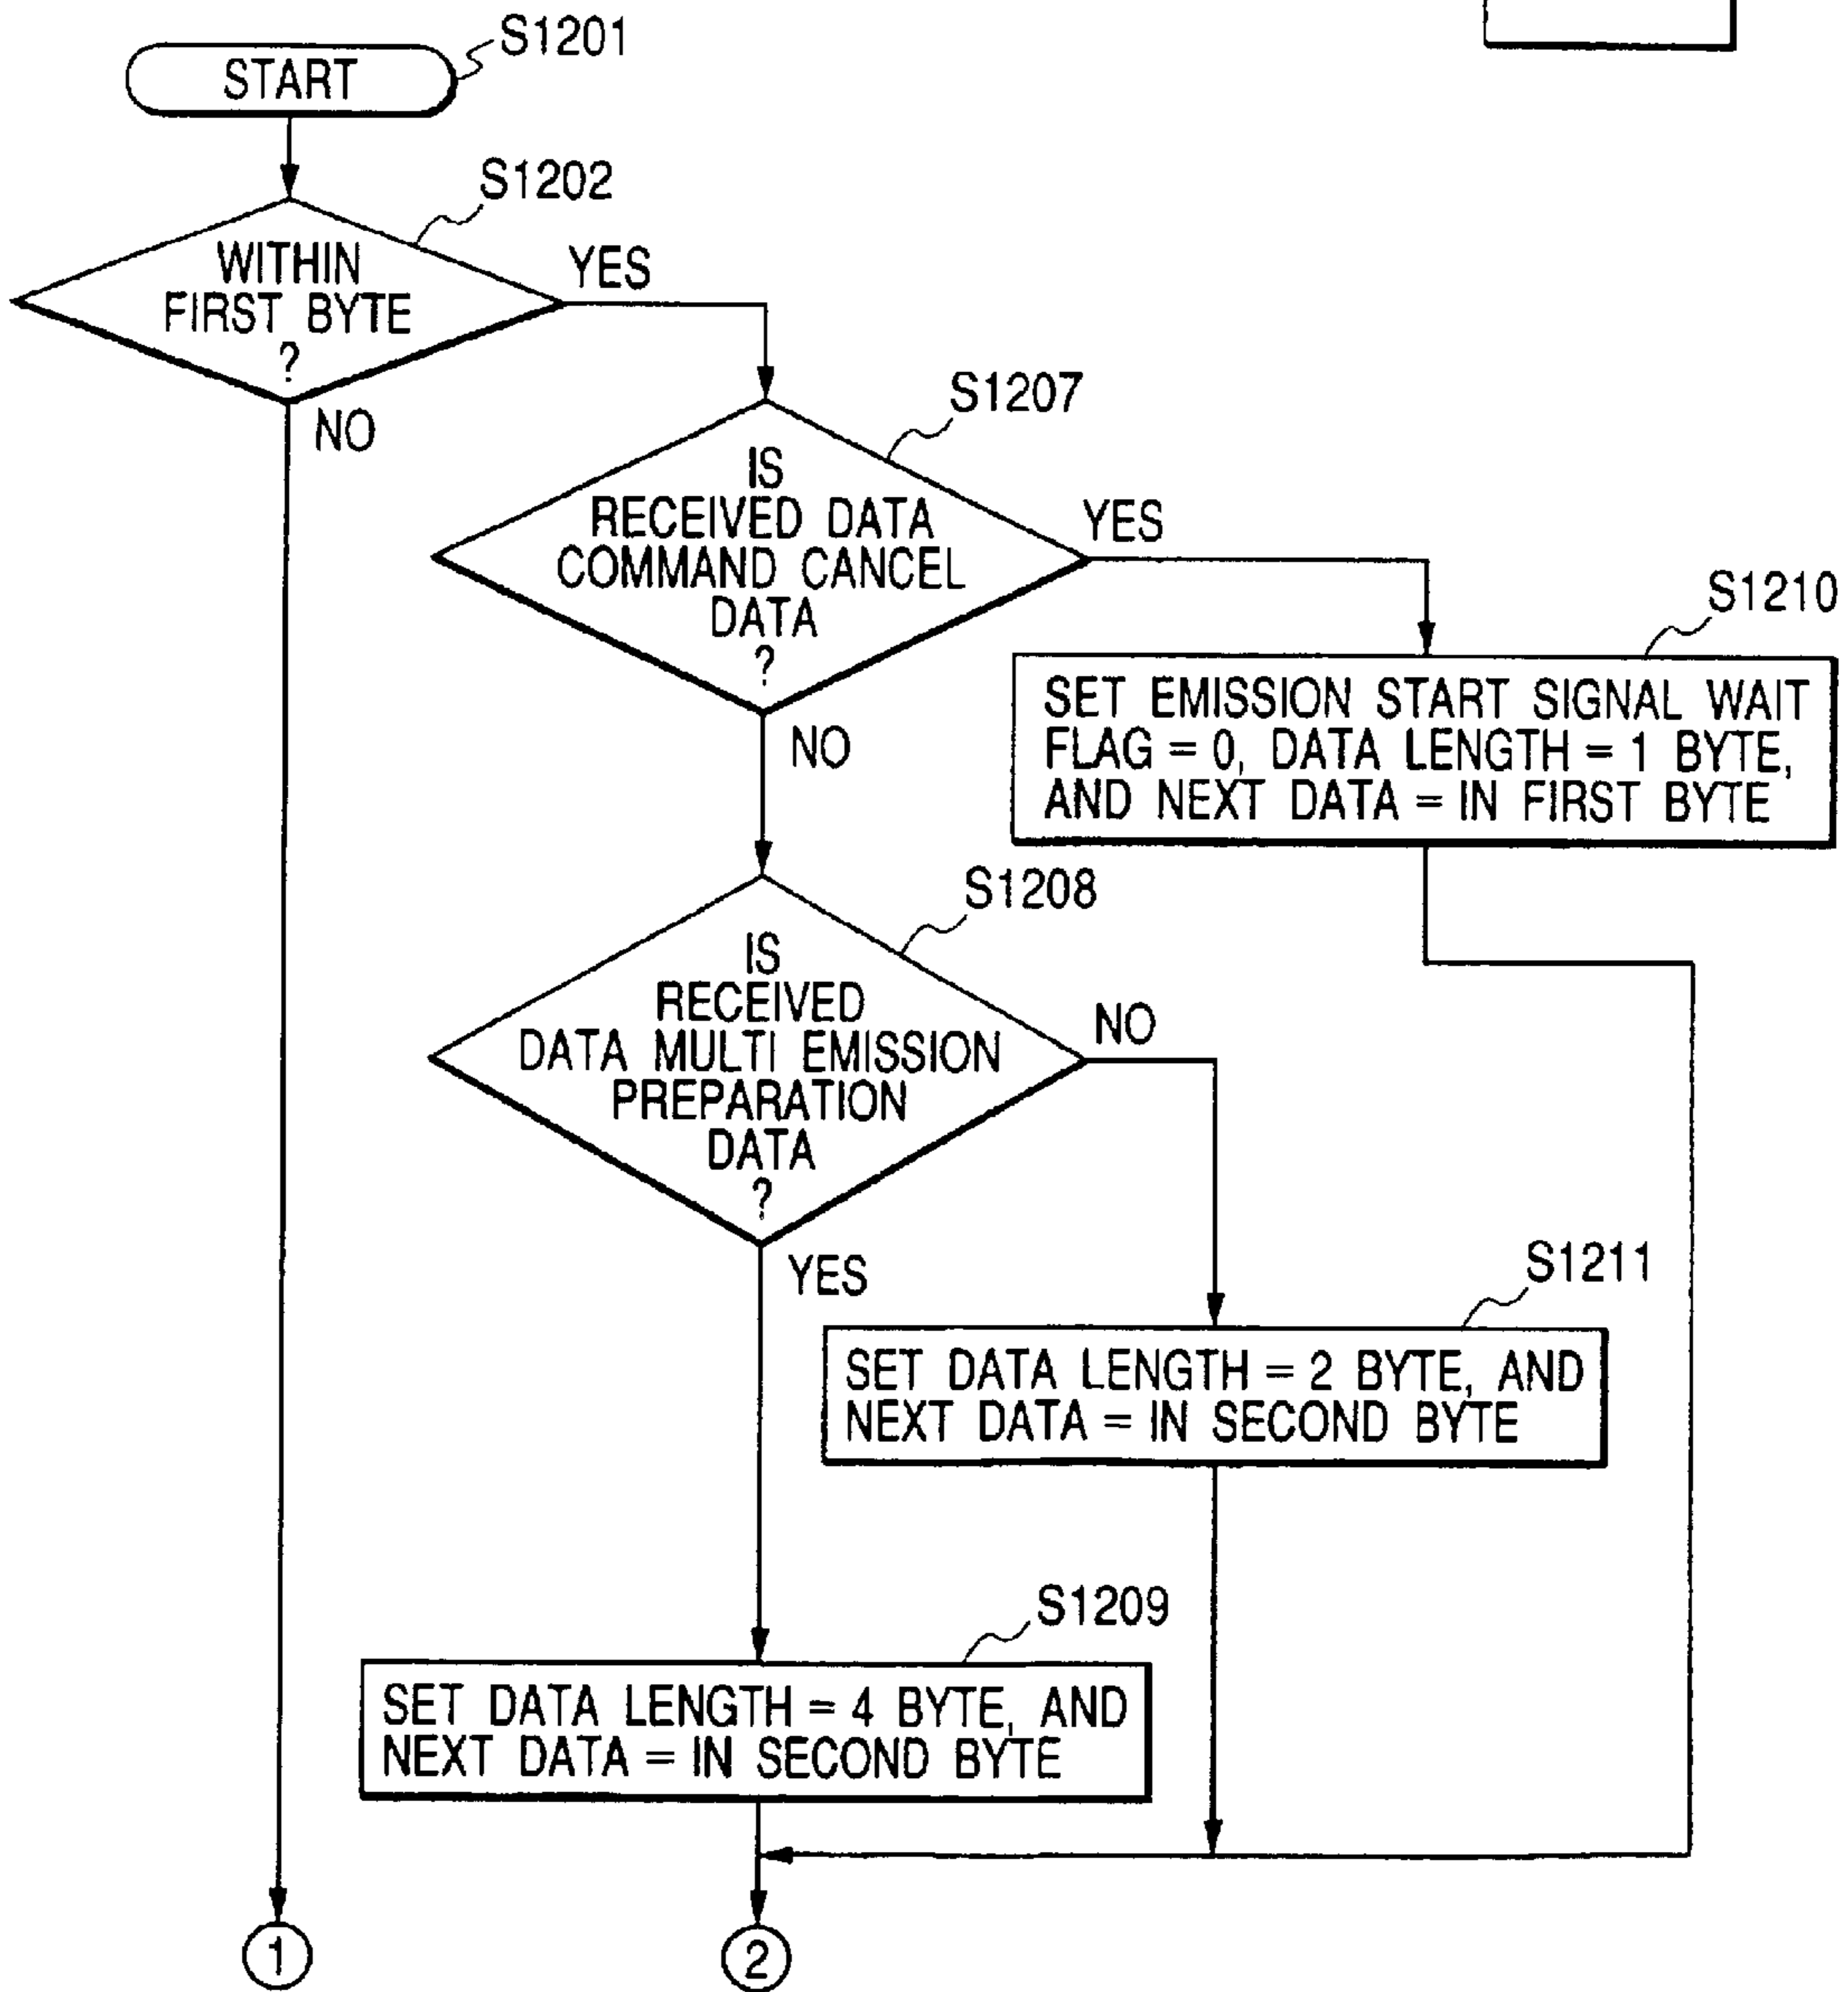 S1201
START
S1202
WITHIN
FIRST BYTE
?
YES
NO
S1207
IS
RECEIVED DATA
COMMAND CANCEL
DATA
?
YES
NO
S1210
SET EMISSION START SIGNAL WAIT
FLAG = 0, DATA LENGTH = 1 BYTE,
AND NEXT DATA = IN FIRST BYTE
S1208
IS
RECEIVED
DATA MULTI EMISSION
PREPARATION
DATA
?
NO
YES
S1211
SET DATA LENGTH = 2 BYTE, AND
NEXT DATA = IN SECOND BYTE
S1209
SET DATA LENGTH = 4 BYTE, AND
NEXT DATA = IN SECOND BYTE
1
2